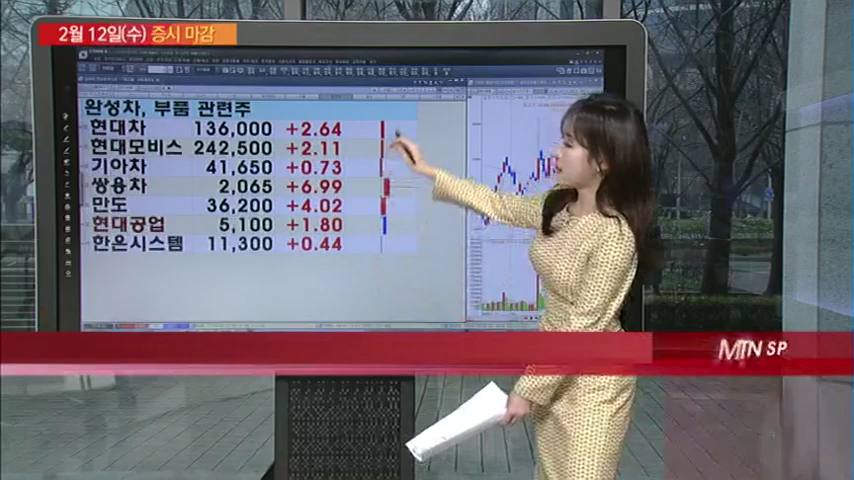 2월 12일(수) 증시 마감
완성차, 부품 관련주
현대차 136,000 +2.64
현대모비스 242,500 +2.11
기아차 41,650 +0.73
쌍용차 2,065 +6.99
만도 36,200 +4.02
현대공업 5,100 +1.80
한온시스템 11,300 +0.44
MTN SP